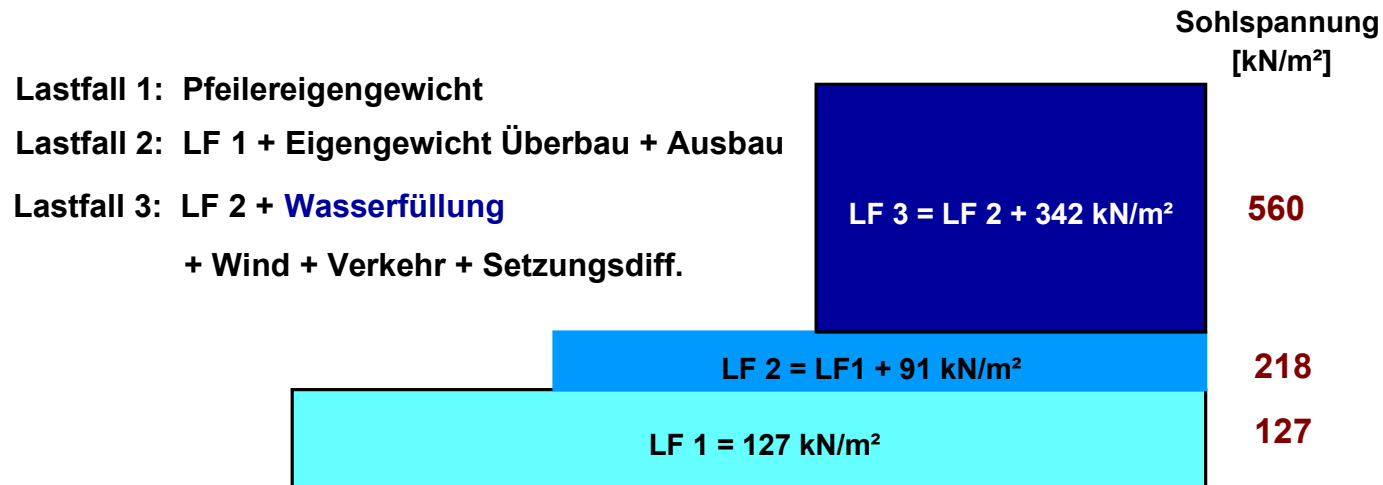 Sohlspannung
[kN/m²]
Lastfall 1: Pfeilereigengewicht
Lastfall 2: LF 1 + Eigengewicht Überbau + Ausbau
Lastfall 3: LF 2 + Wasserfüllung
+ Wind + Verkehr + Setzungsdiff.
LF 3 = LF 2 + 342 kN/m²
560
LF 2 = LF1 + 91 kN/m²
218
LF 1 = 127 kN/m²
127